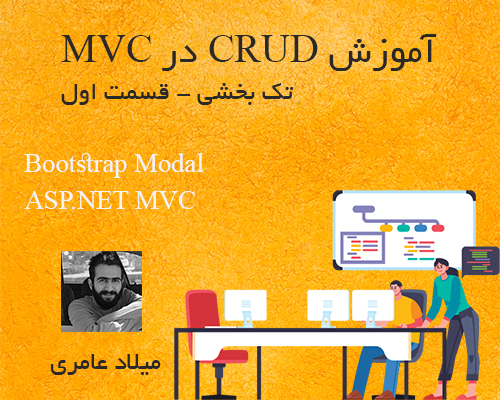 آموزش CRUD در MVC
تک بخشی – قسمت اول
Bootstrap Modal
ASP.NET MVC
میلاد عامری